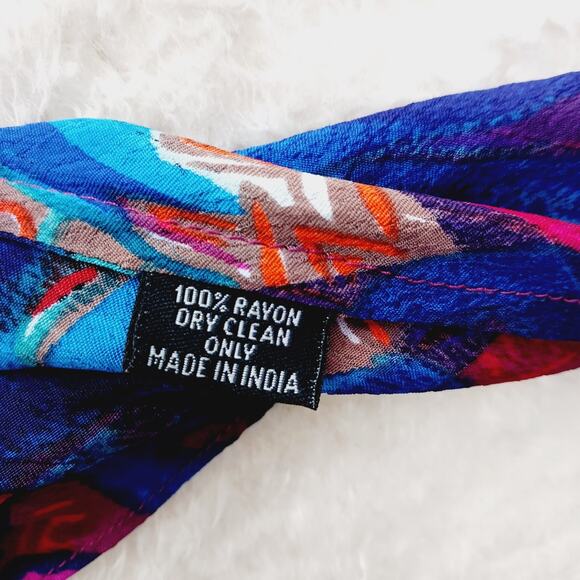 100% RAYON
DRY CLEAN
ONLY
MADE IN INDIA